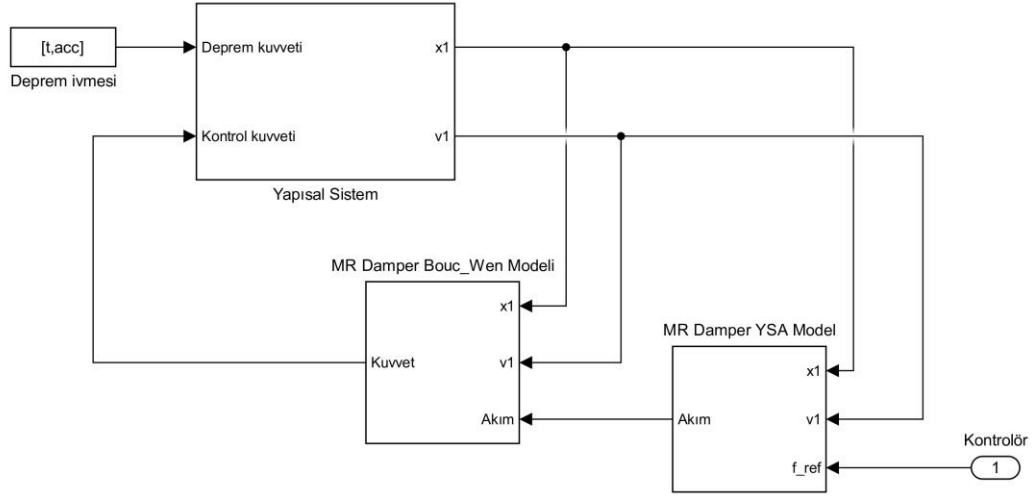 [t,acc]
Deprem ivmesi
Deprem kuvveti
x1
Kontrol kuvveti
v1
Yapısal Sistem
MR Damper Bouc_Wen Modeli
x1
Kuvvet
v1
Akım
MR Damper YSA Model
x1
Akım
v1
f_ref
Kontrolör
1